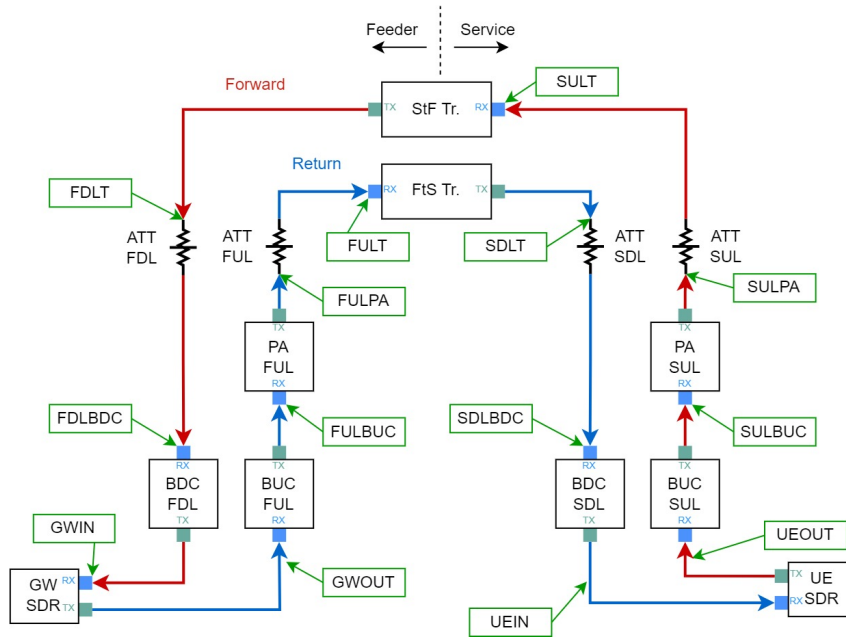 Feeder
Service
SULT
Forward
TX
StF Tr.
RX
Return
RX
FtS Tr.
TX
FDLT
ATT
FDL
ATT
FUL
FULT
SDLT
ATT
SDL
ATT
SUL
FULPA
SULPA
TX
PA
FUL
RX
TX
PA
SUL
RX
FDLBDC
FULBUC
SDLBDC
SULBUC
RX
BDC
FDL
TX
TX
BUC
FUL
RX
RX
BDC
SDL
TX
TX
BUC
SUL
RX
GWIN
UEOUT
GW
SDR
RX
TX
GWOUT
UEIN
TX
RX
UE
SDR